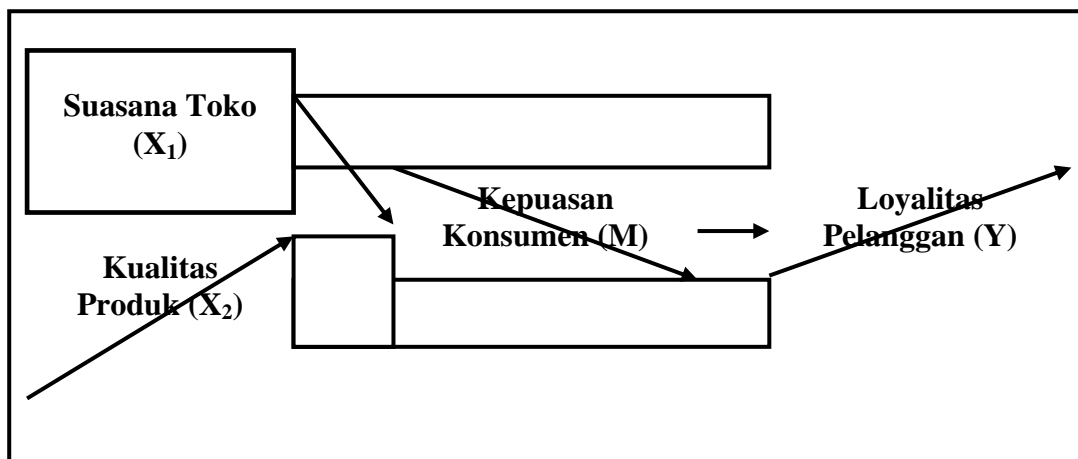 Suasana Toko
(X₁)
Kepuasan
Konsumen (M)
Loyalitas
Pelanggan (Y)
Kualitas
Produk (X₂)